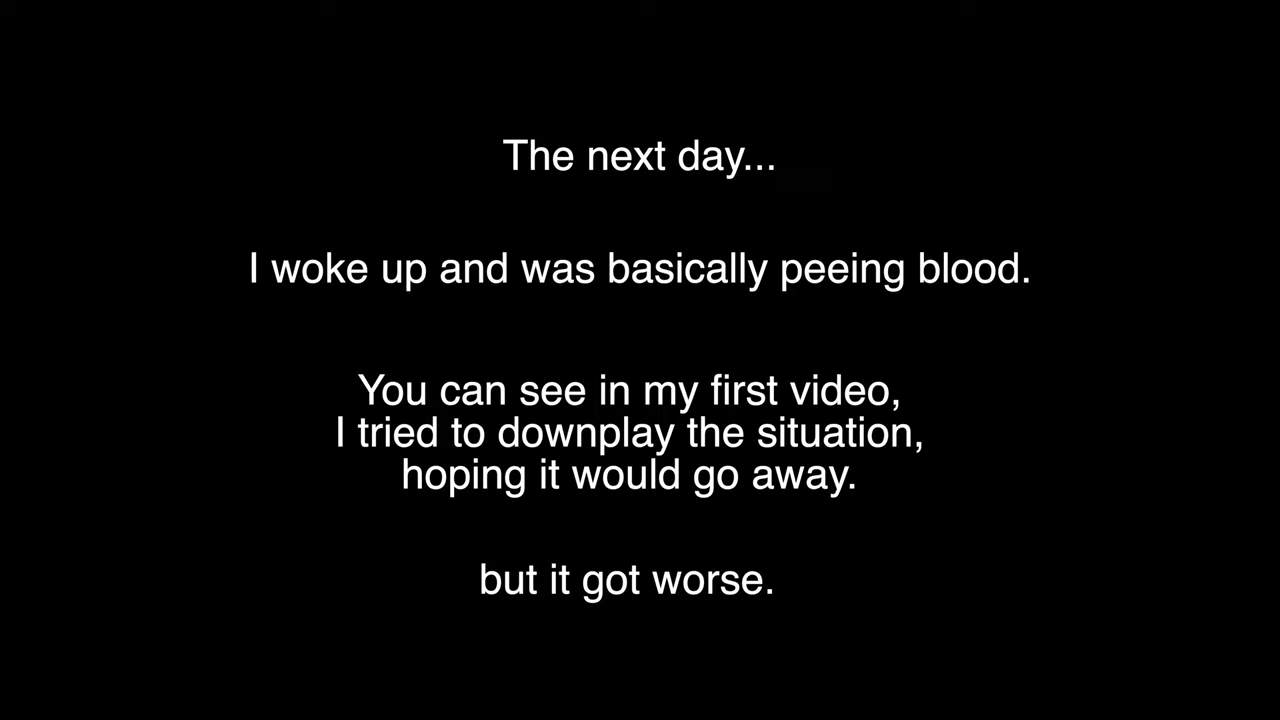 The next day...
I woke up and was basically peeing blood.
You can see in my first video,
I tried to downplay the situation,
hoping it would go away.
but it got worse.